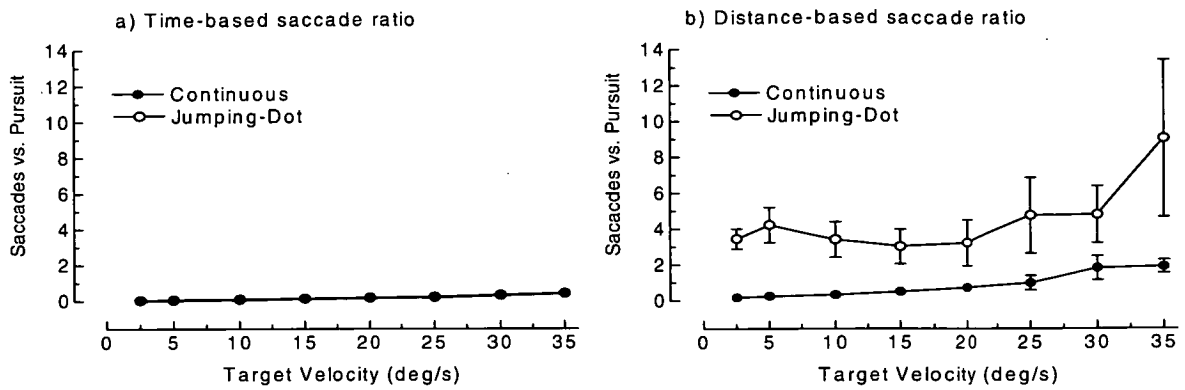 a) Time-based saccade ratio
14
12
10
8
6
4
2
0
Saccades vs. Pursuit
Continuous
Jumping-Dot
0 5 10 15 20 25 30 35
Target Velocity (deg/s)
b) Distance-based saccade ratio
14
12
10
8
6
4
2
0
Sacacdes vs. Pursuit
Continuous
Jumping-Dot
0 5 10 15 20 25 30 35
Target Velocity (deg/s)